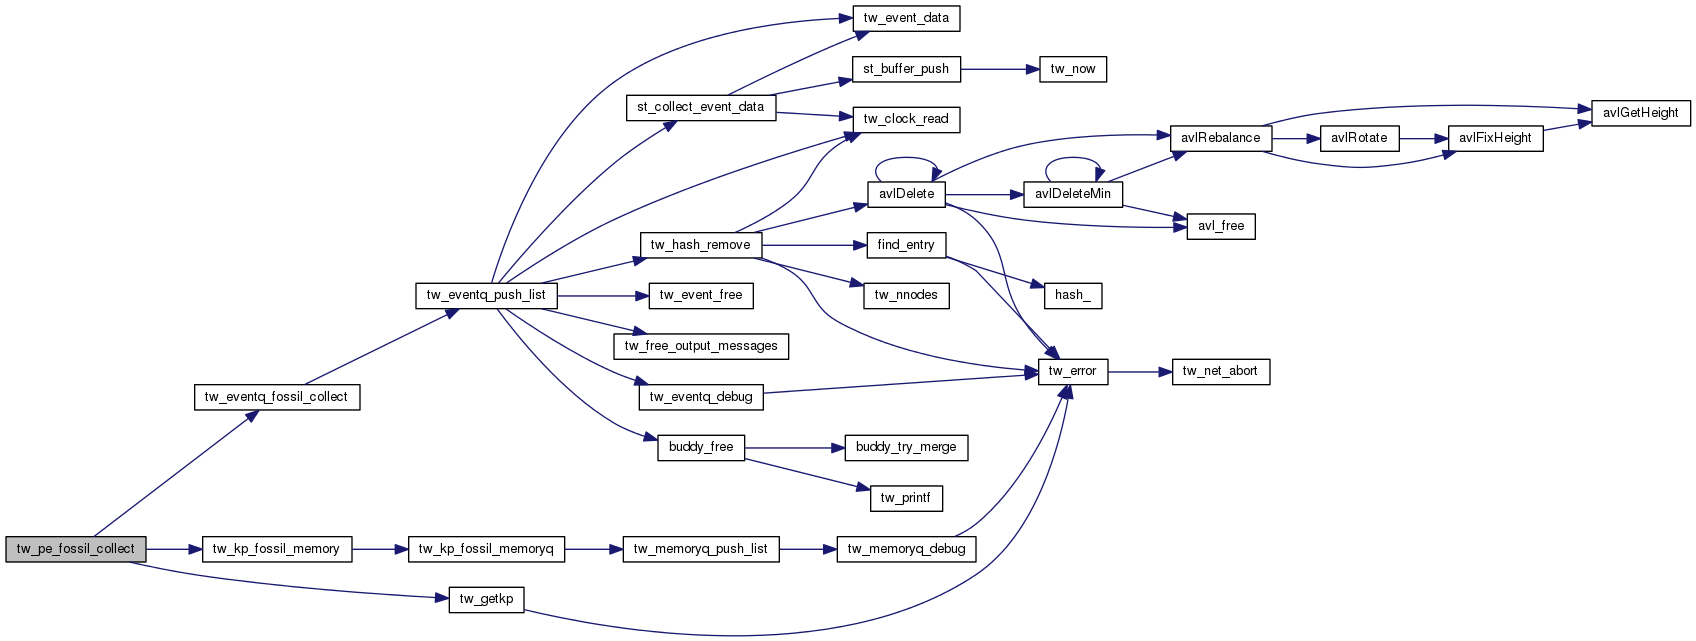 tw_event_data
st_buffer_push
tw_now
st_collect_event_data
tw_clock_read
avlGetHeight
avlRebalance
avlRotate
avlFixHeight
avlDelete
avlDeleteMin
avl_free
tw_hash_remove
find_entry
tw_eventq_push_list
tw_event_free
tw_nnodes
hash_
tw_free_output_messages
tw_error
tw_net_abort
tw_eventq_fossil_collect
tw_eventq_debug
buddy_free
buddy_try_merge
tw_printf
tw_pe_fossil_collect
tw_kp_fossil_memory
tw_kp_fossil_memoryq
tw_memoryq_push_list
tw_memoryq_debug
tw_getkp